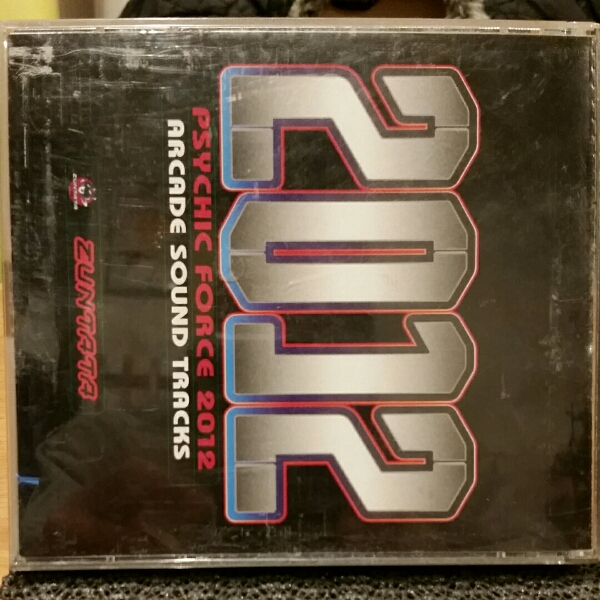 2012
PSYCHIC FORCE 2012
ARCADE SOUND TRACKS
ZUNTATA